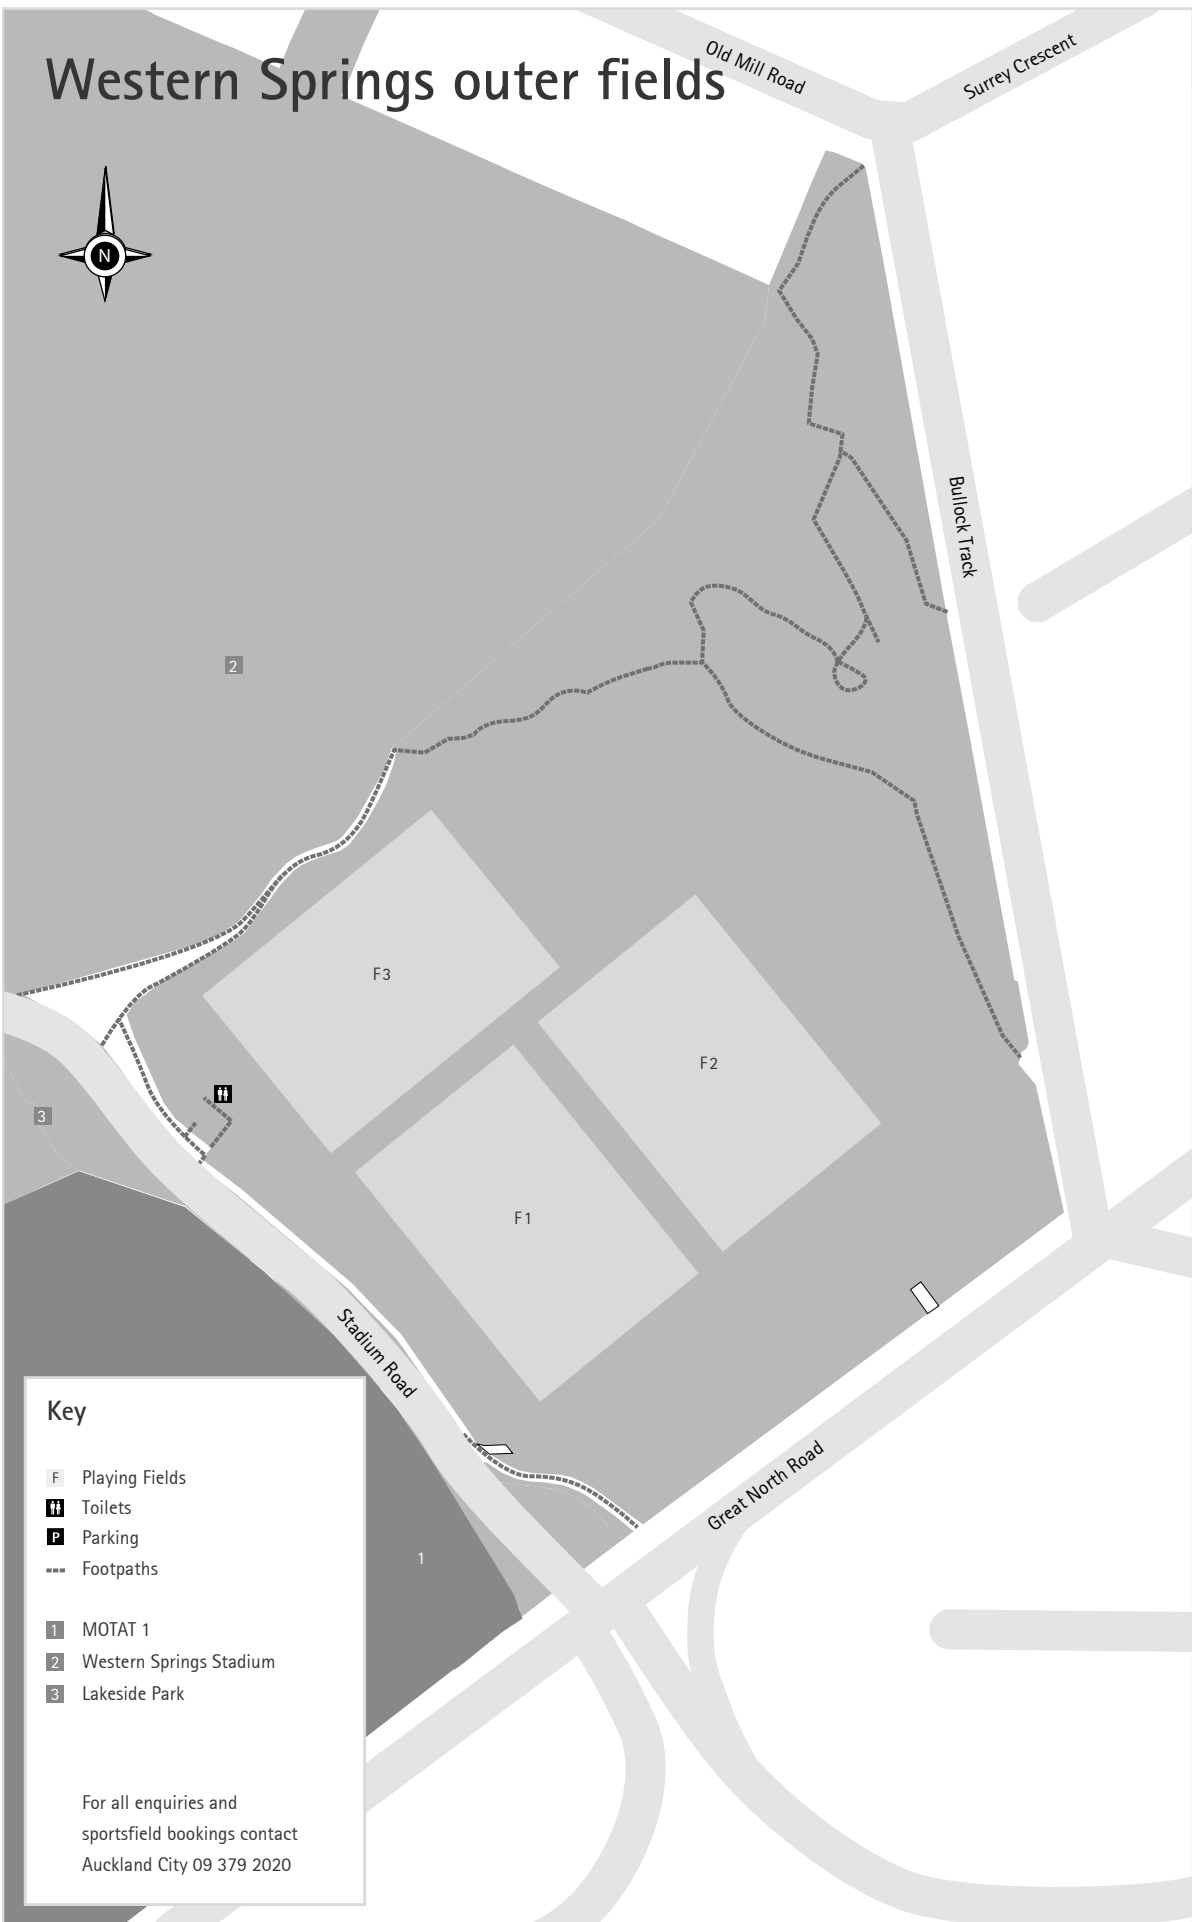 Western Springs outer fields
Old Mill Road
Surrey Crescent
N
Bullock Track
2
F3
F2
3
F1
Stadium Road
Great North Road
1
Key
F Playing Fields
Toilets
P Parking
Footpaths
1 MOTAT 1
2 Western Springs Stadium
3 Lakeside Park
For all enquiries and
sportsfield bookings contact
Auckland City 09 379 2020